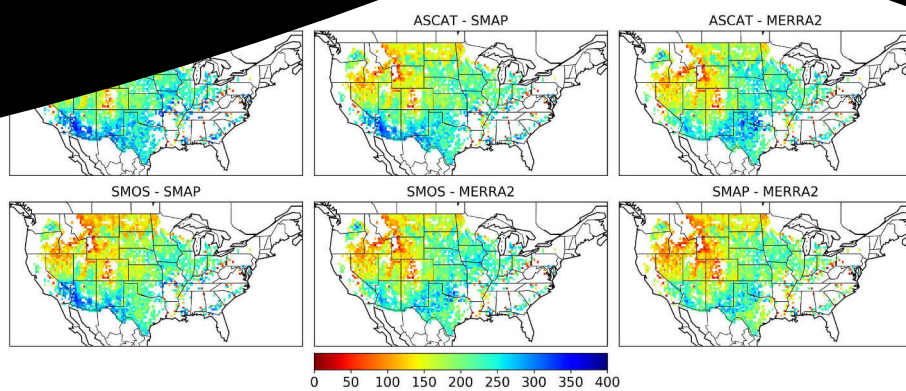 ASCAT - SMAP
ASCAT - MERRA2
SMOS - SMAP
SMOS - MERRA2
SMAP - MERRA2
0 50 100 150 200 250 300 350 400